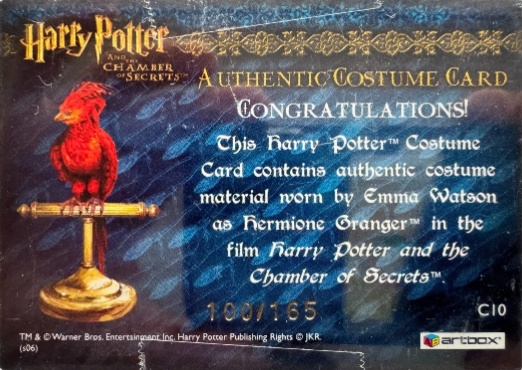 Harry Potter
AND THE
CHAMBER
OF SECRETS™
AUTHENTIC COSTUME CARD
CONGRATULATIONS!
This Harry Potter™ Costume
Card contains authentic costume
material worn by Emma Watson
as Hermione Granger™ in the
film Harry Potter and the
Chamber of Secrets™.
100/165
C10
TM & © Warner Bros. Entertainment Inc. Harry Potter Publishing Rights © JKR.
(s06)
artbox